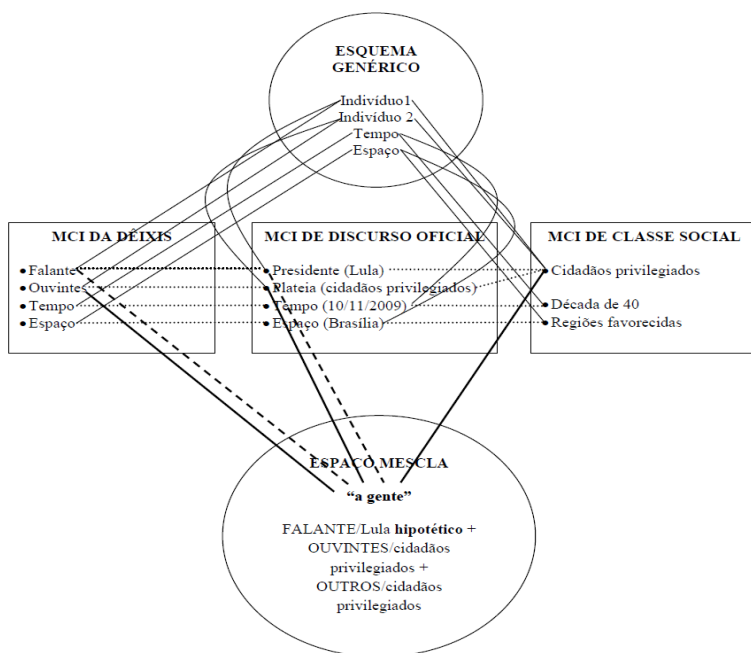 ESQUEMA
GENÉRICO
Indivíduo1
Indivíduo 2
Tempo
Espaço
MCI DA DÊIXIS
Falante
Ouvintes
Tempo
Espaço
MCI DE DISCURSO OFICIAL
Presidente (Lula)
Plateia (cidadãos privilegiados)
Tempo (10/11/2009)
Espaço (Brasília)
MCI DE CLASSE SOCIAL
Cidadãos privilegiados
Década de 40
Regiões favorecidas
ESPAÇO MESCLA
“a gente”
FALANTE/Lula hipotético +
OUVINTES/cidadãos
privilegiados +
OUTROS/cidadãos
privilegiados